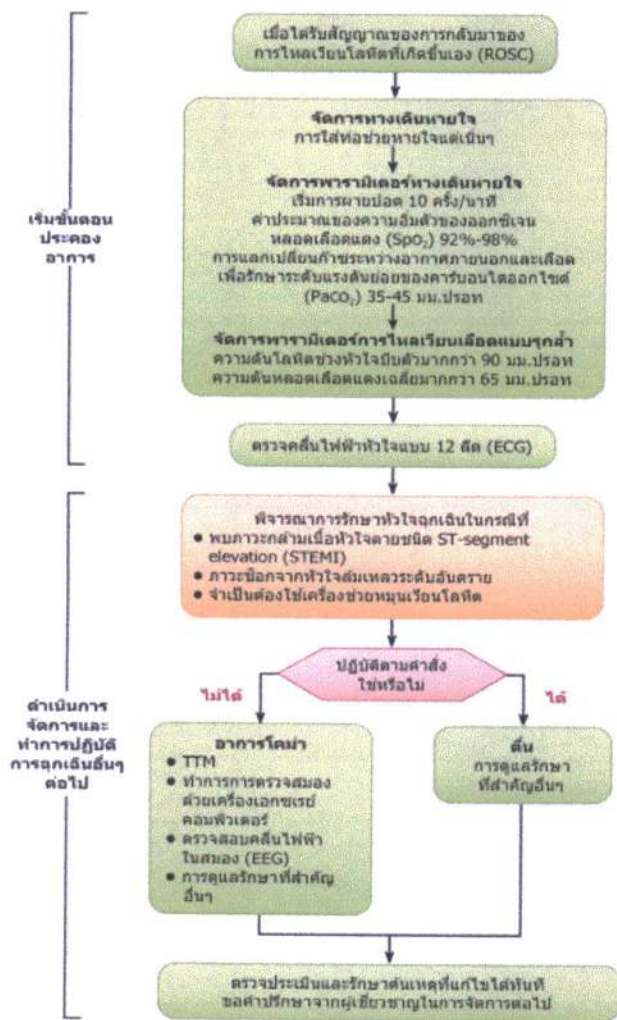 เมื่อได้รับสัญญาณของการกลับมาของ
การไหลเวียนโลหิตที่เกิดขึ้นเอง (ROSC)
เริ่มขั้นตอน
ประคอง
อาการ
จัดการทางเดินหายใจ
การใส่ท่อช่วยหายใจแต่เนิ่นๆ
จัดการพารามิเตอร์ทางเดินหายใจ
เริ่มการผายปอด 10 ครั้ง/นาที
ค่าประมาณของความอิ่มตัวของออกซิเจน
หลอดเลือดแดง (SpO₂) 92%-98%
การแลกเปลี่ยนก๊าซระหว่างอากาศภายนอกและเลือด
เพื่อรักษาระดับแรงดันย่อยของคาร์บอนไดออกไซด์
(PaCO₂) 35-45 มม.ปรอท
จัดการพารามิเตอร์การไหลเวียนเลือดแบบรุกล้ำ
ความดันโลหิตช่วงหัวใจบีบตัวมากกว่า 90 มม.ปรอท
ความดันหลอดเลือดแดงเฉลี่ยมากกว่า 65 มม.ปรอท
ตรวจคลื่นไฟฟ้าหัวใจแบบ 12 ลีด (ECG)
ดำเนินการ
จัดการและ
ทำการปฏิบัติ
การฉุกเฉินอื่นๆ
ต่อไป
พิจารณาการรักษาหัวใจฉุกเฉินในกรณีที่
● พบภาวะกล้ามเนื้อหัวใจตายชนิด ST-segment
elevation (STEMI)
● ภาวะช็อกจากหัวใจล้มเหลวระดับอันตราย
● จำเป็นต้องใช้เครื่องช่วยหมุนเวียนโลหิต
ปฏิบัติตามคำสั่ง
ใช่หรือไม่
ไม่ได้
ได้
อาการโคม่า
● TTM
● ทำการการตรวจสมอง
ด้วยเครื่องเอกซเรย์
คอมพิวเตอร์
● ตรวจสอบคลื่นไฟฟ้า
ในสมอง (EEG)
● การดูแลรักษาที่สำคัญ
อื่นๆ
ตื่น
การดูแลรักษา
ที่สำคัญอื่นๆ
ตรวจประเมินและรักษาต้นเหตุที่แก้ไขได้ทันที
ขอคำปรึกษาจากผู้เชี่ยวชาญในการจัดการต่อไป